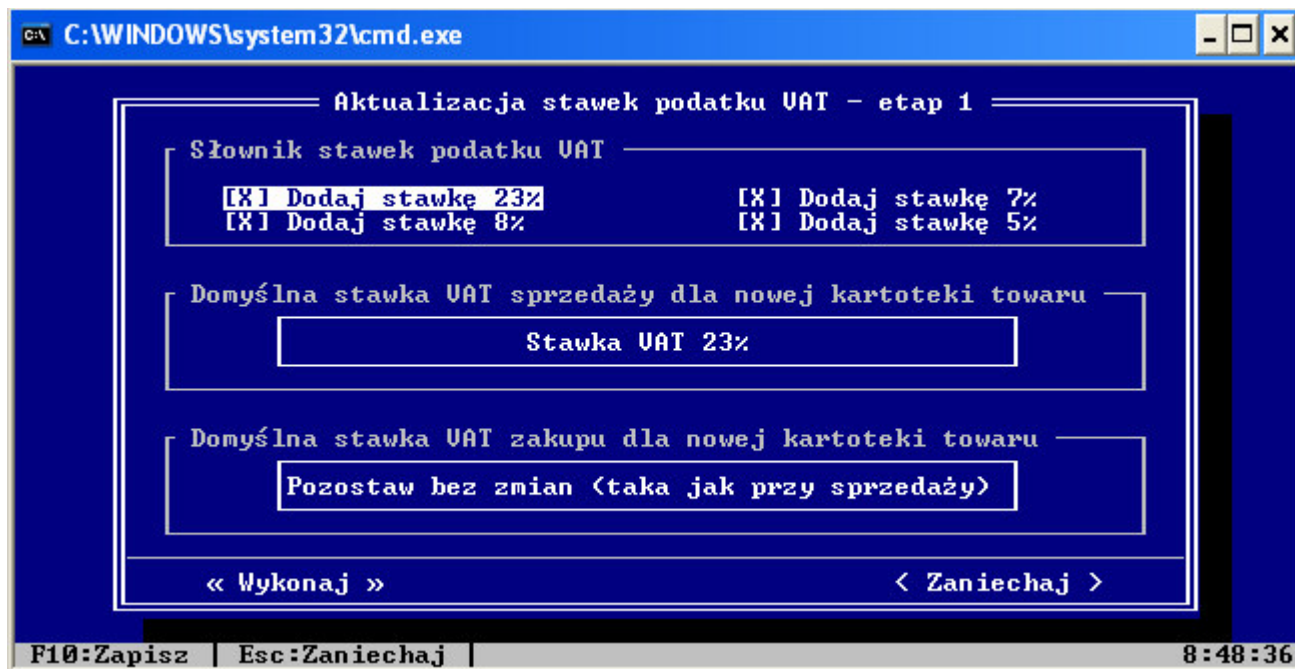 C:\WINDOWS\system32\cmd.exe
Aktualizacja stawek podatku VAT - etap 1
Słownik stawek podatku VAT
[X] Dodaj stawkę 23% [X] Dodaj stawkę 7%
[X] Dodaj stawkę 8% [X] Dodaj stawkę 5%
Domyślna stawka VAT sprzedaży dla nowej kartoteki towaru
Stawka VAT 23%
Domyślna stawka VAT zakupu dla nowej kartoteki towaru
Pozostaw bez zmian (taka jak przy sprzedaży)
« Wykonaj » < Zaniechaj >
F10:Zapisz | Esc:Zaniechaj | 8:48:36